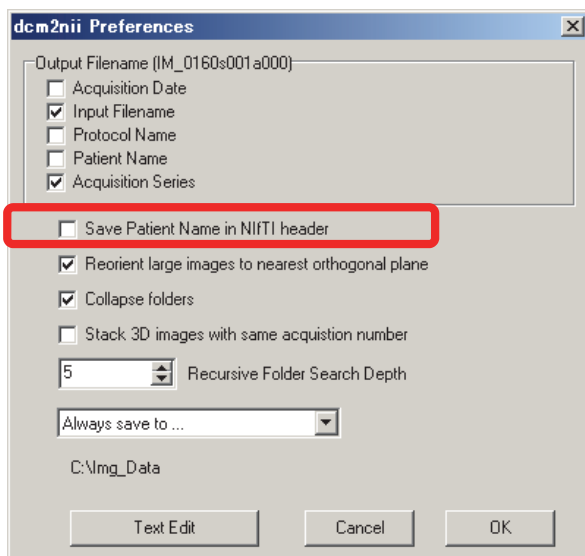 dcm2nii Preferences
Output Filename (IM_0160s001a000)
Acquisition Date
Input Filename
Protocol Name
Patient Name
Acquisition Series
Save Patient Name in NIfTI header
Reorient large images to nearest orthogonal plane
Collapse folders
Stack 3D images with same acquistion number
5 Recursive Folder Search Depth
Always save to ...
C:\Img_Data
Text Edit Cancel OK